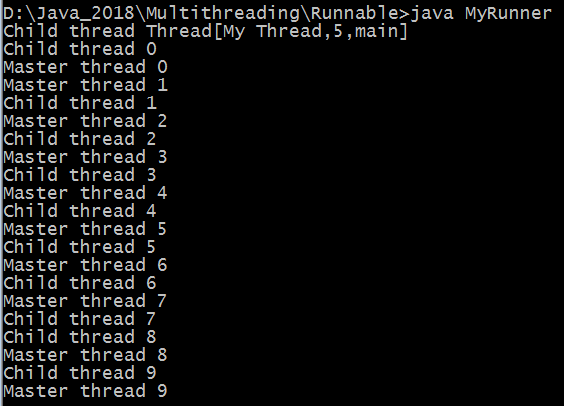 D:\Java_2018\Multithreading\Runnable>java MyRunner
Child thread Thread[My Thread,5,main]
Child thread 0
Master thread 0
Master thread 1
Child thread 1
Master thread 2
Child thread 2
Master thread 3
Child thread 3
Master thread 4
Child thread 4
Master thread 5
Child thread 5
Master thread 6
Child thread 6
Master thread 7
Child thread 7
Child thread 8
Master thread 8
Child thread 9
Master thread 9